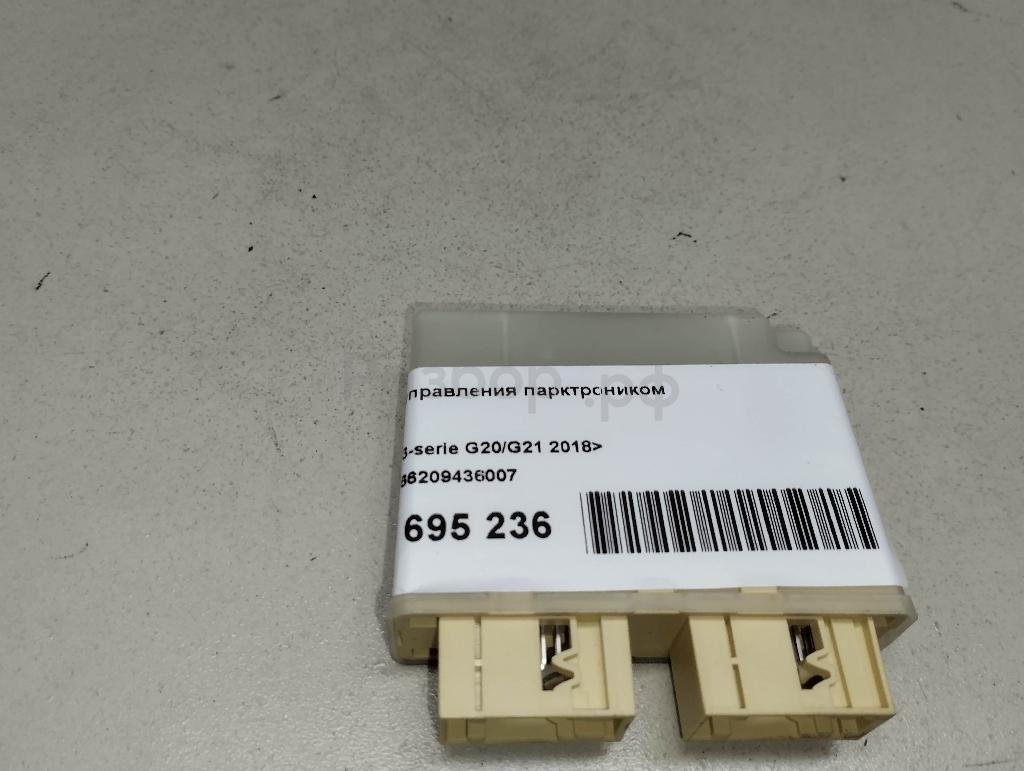 правления парктроником
3-serie G20/G21 2018>
66209436007
695 236